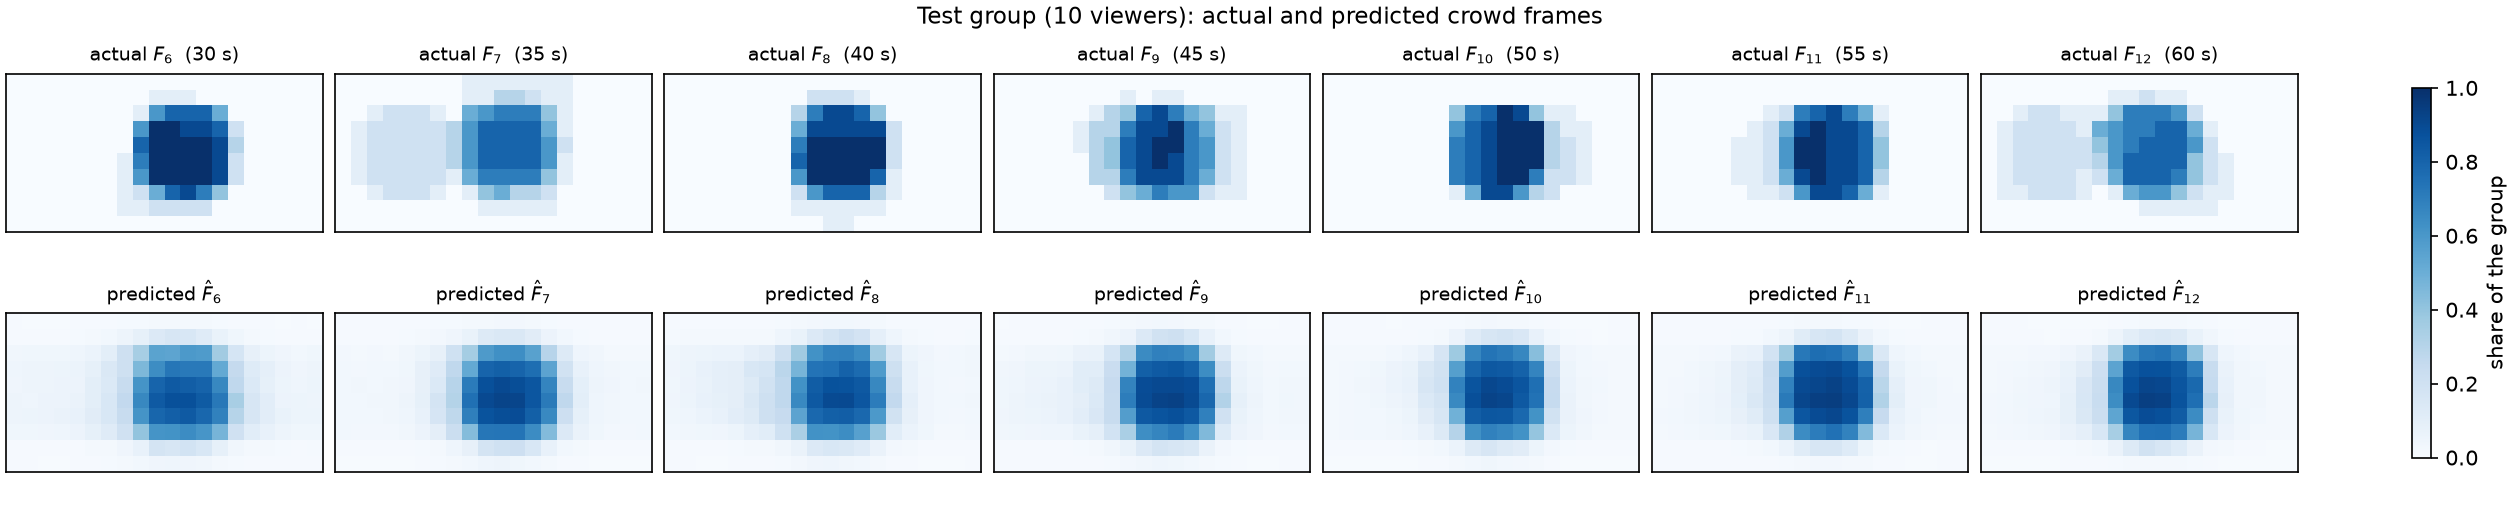 Test group (10 viewers): actual and predicted crowd frames
actual F₆ (30 s)
actual F₇ (35 s)
actual F₈ (40 s)
actual F₉ (45 s)
actual F₁₀ (50 s)
actual F₁₁ (55 s)
actual F₁₂ (60 s)
predicted F̂₆
predicted F̂₇
predicted F̂₈
predicted F̂₉
predicted F̂₁₀
predicted F̂₁₁
predicted F̂₁₂
1.0
0.8
0.6
0.4
0.2
0.0
share of the group